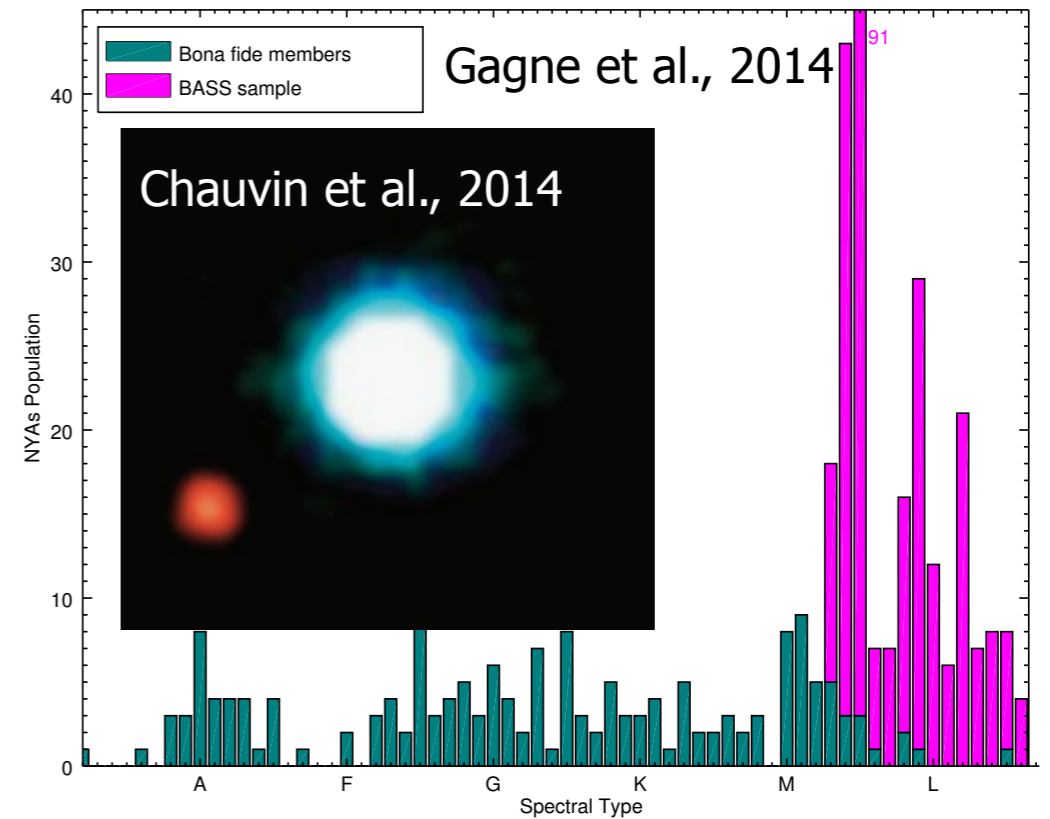 Bona fide members
BASS sample
Gagne et al., 2014
91
Chauvin et al., 2014
40
30
20
10
0
NYAs Population
A F G K M L
Spectral Type